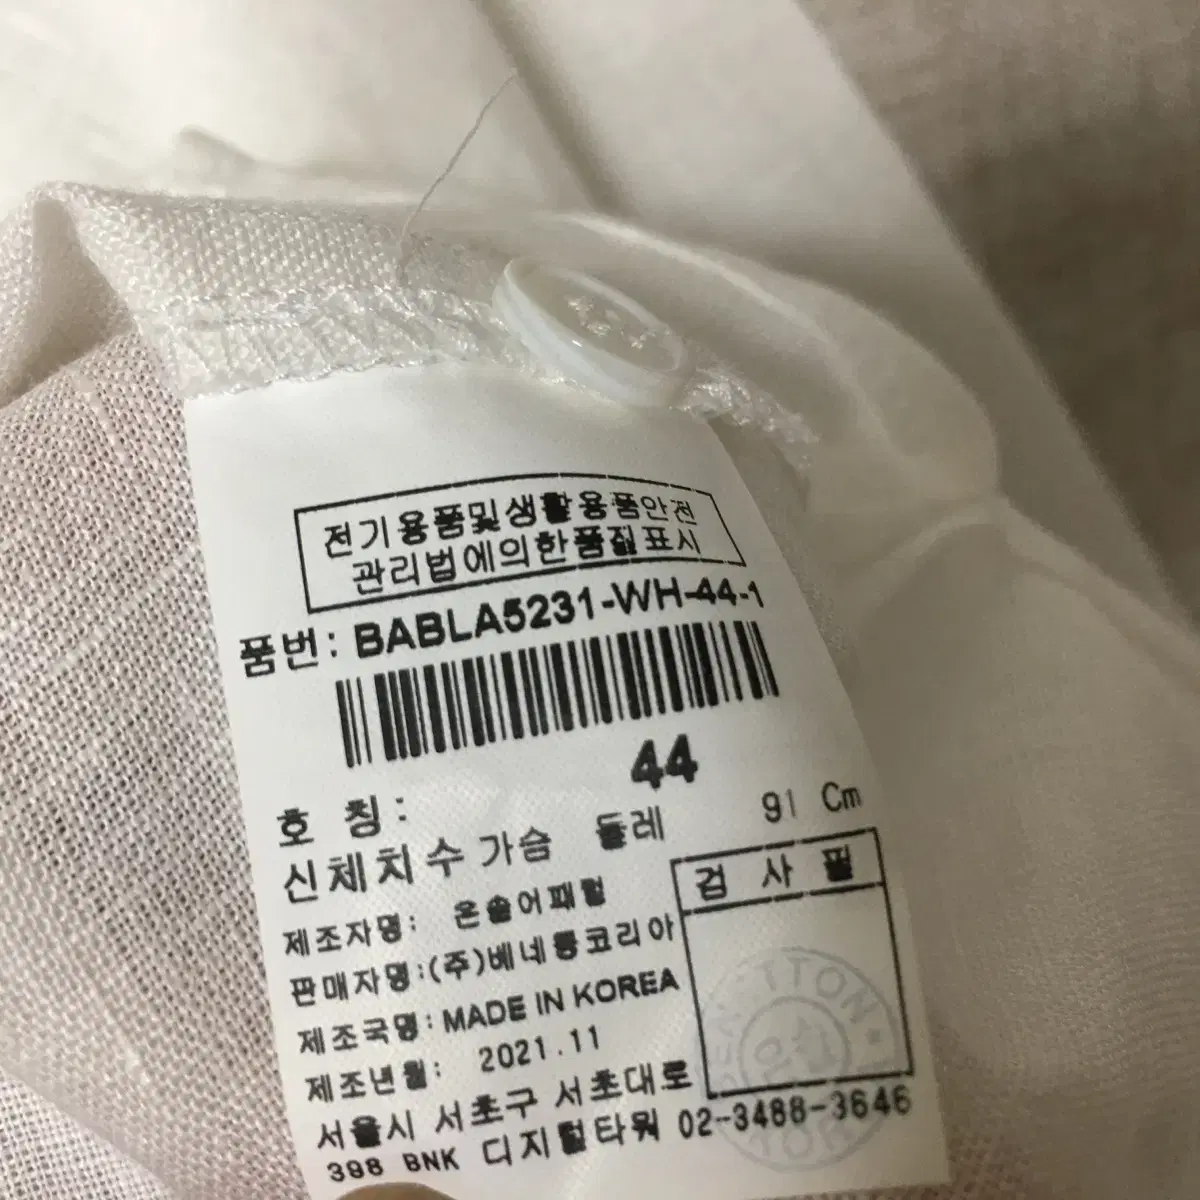 전기용품및생활용품안전
관리법에의한품질표시
품번: BABLA5231-WH-44-1
44
호 칭:
신체치수 가슴 둘레 91 Cm
검 사 필
제조자명: 온솔어패럴
판매자명:(주)베네통코리아
제조국명: MADE IN KOREA
제조년월: 2021.11
서울시 서초구 서초대로
398 BNK 디지털타워 02-3488-3646